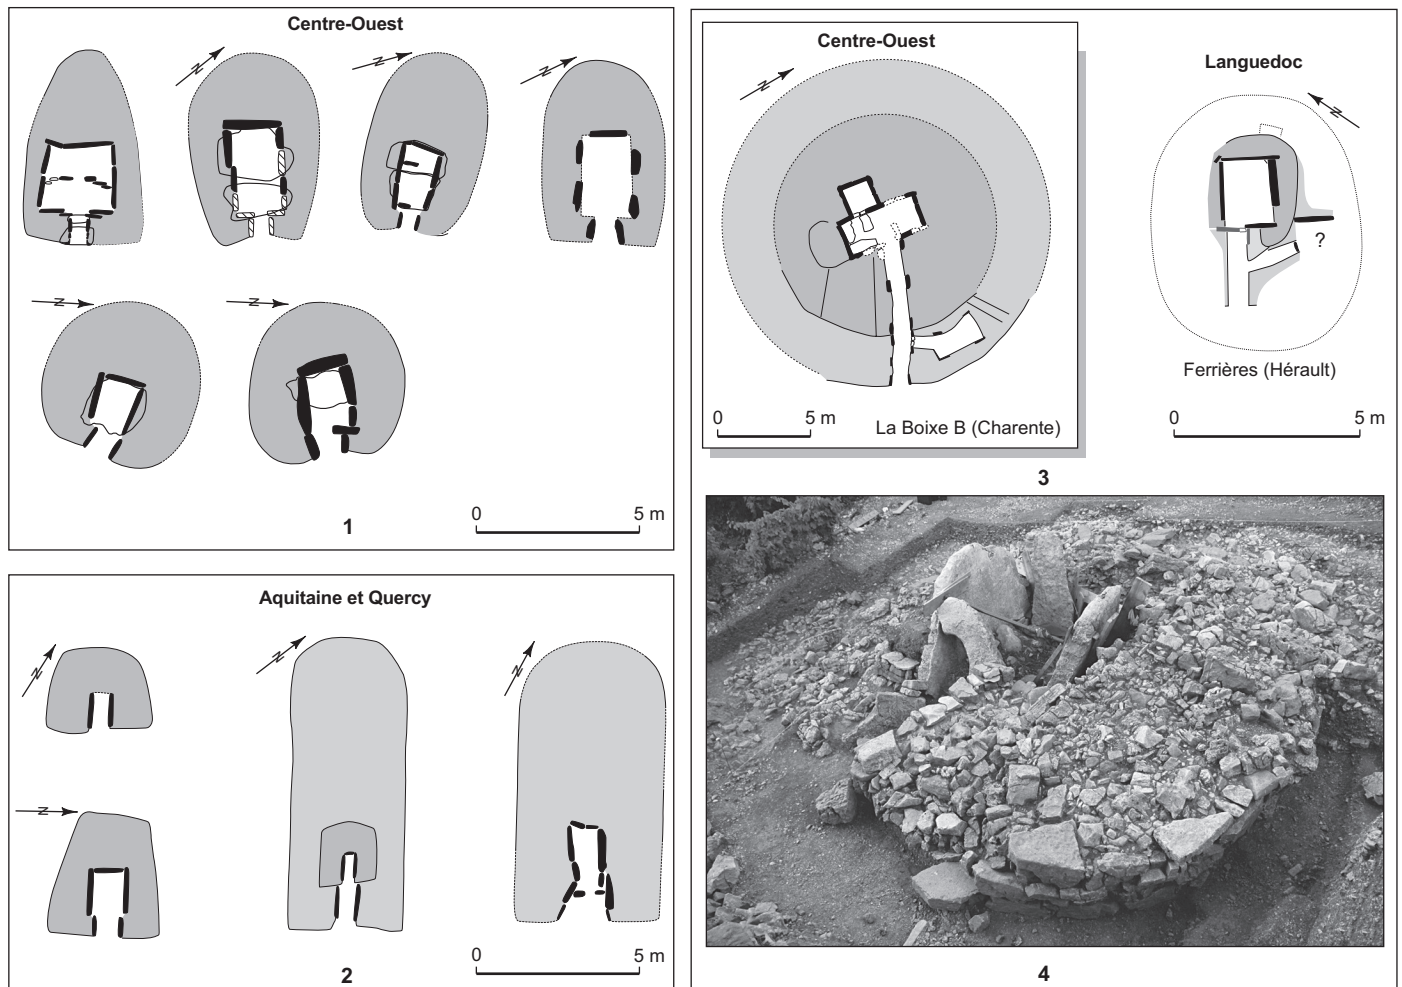 Centre-Ouest
N
N
N
N
N
0 5 m
1
Aquitaine et Quercy
N
N
N
N
0 5 m
2
Centre-Ouest
N
0 5 m
La Boixe B (Charente)
Languedoc
N
?
Ferrières (Hérault)
0 5 m
3
4